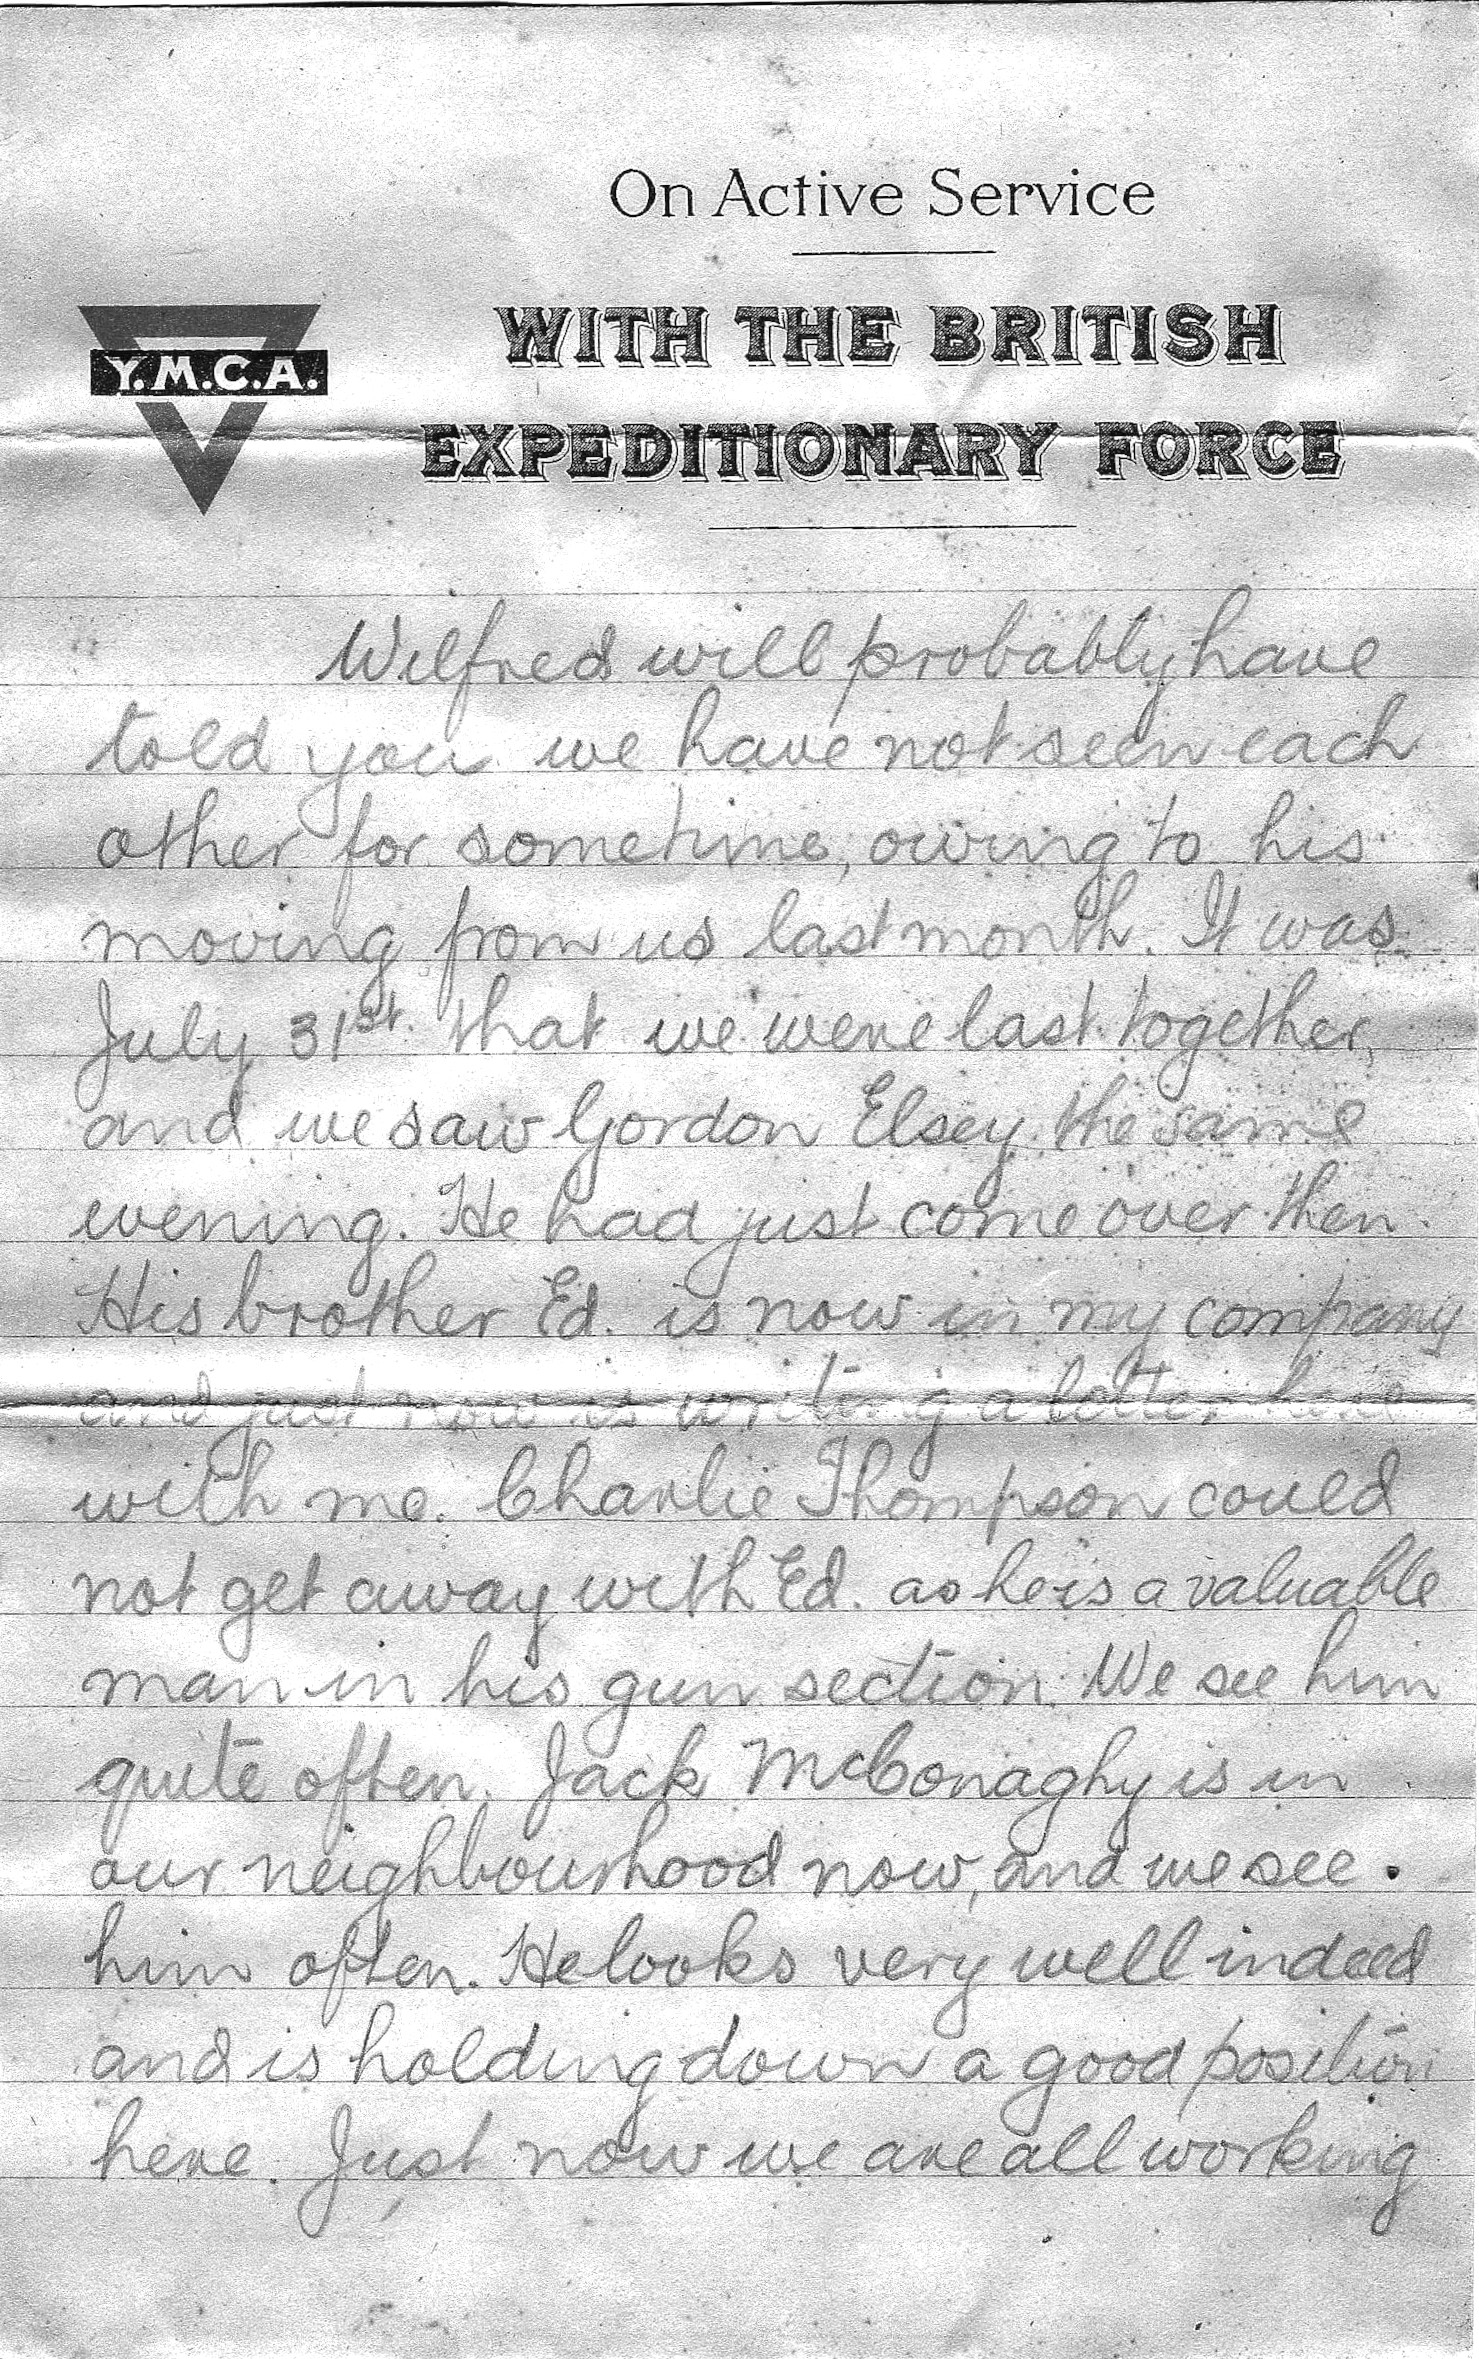 On Active Service
WITH THE BRITISH
Y.M.C.A.
EXPEDITIONARY FORCE
Wilfred will probably have
told you we have not seen each
other for sometime, owing to his
moving from us last month. It was
July 31st. that we were last together,
and we saw Gordon Elsey the same
evening. He had just come over then.
His brother Ed. is now in my company
and just now is writing a letter here
with me. Charlie Thompson could
not get away with Ed. as he is a valuable
man in his gun section. We see him
quite often. Jack McConaghy is in
our neighbourhood now, and we see
him often. He looks very well indeed
and is holding down a good position
here. Just now we are all working